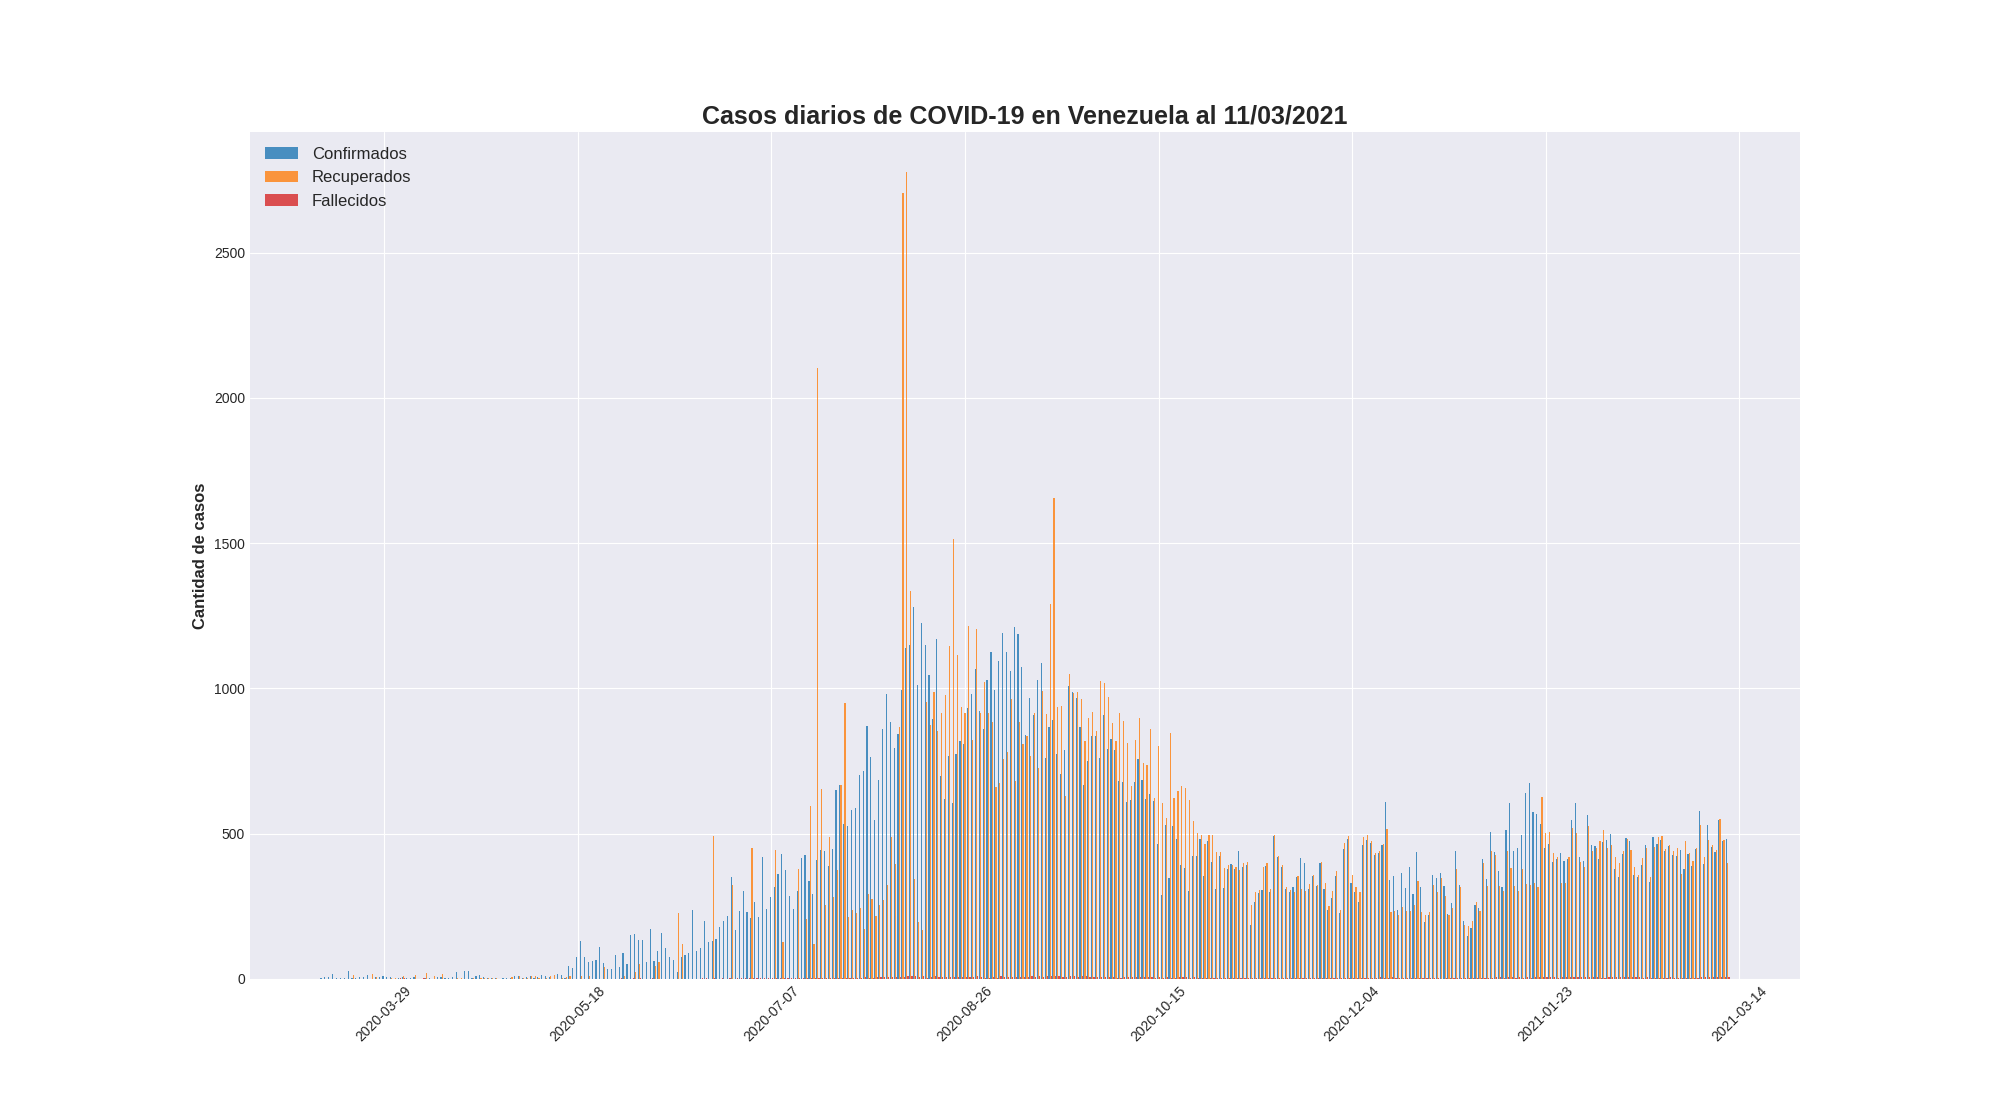 Casos diarios de COVID-19 en Venezuela al 11/03/2021
Confirmados
Recuperados
Fallecidos
Cantidad de casos
2500
2000
1500
1000
500
0
2020-03-29
2020-05-18
2020-07-07
2020-08-26
2020-10-15
2020-12-04
2021-01-23
2021-03-14